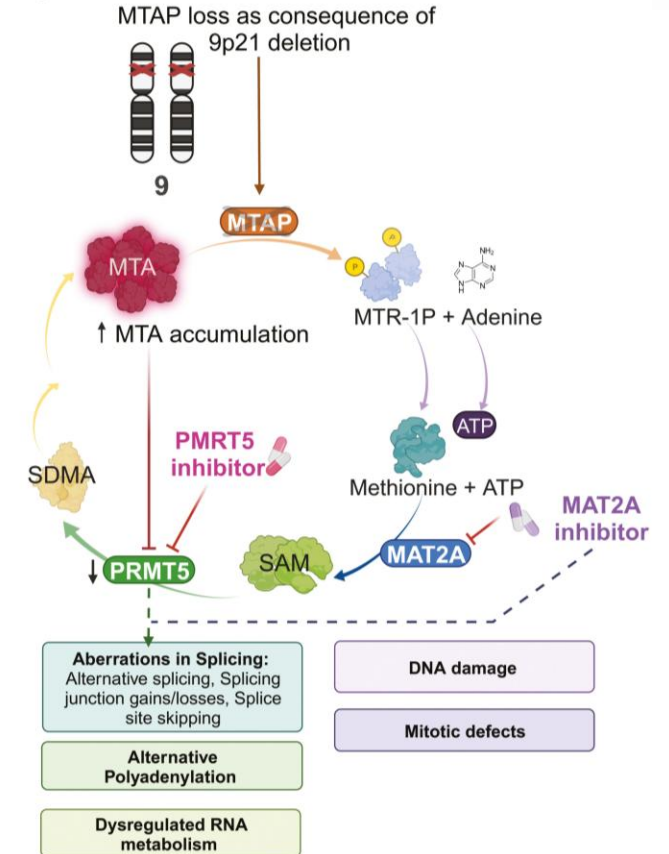 MTAP loss as consequence of
9p21 deletion
9
MTAP
MTA
P
P
NH₂
N
N
N
H
N
↑ MTA accumulation
MTR-1P + Adenine
ATP
PMRT5
inhibitor
SDMA
Methionine + ATP
MAT2A
inhibitor
SAM
MAT2A
↓ PRMT5
Aberrations in Splicing:
Alternative splicing, Splicing
junction gains/losses, Splice
site skipping
DNA damage
Mitotic defects
Alternative
Polyadenylation
Dysregulated RNA
metabolism